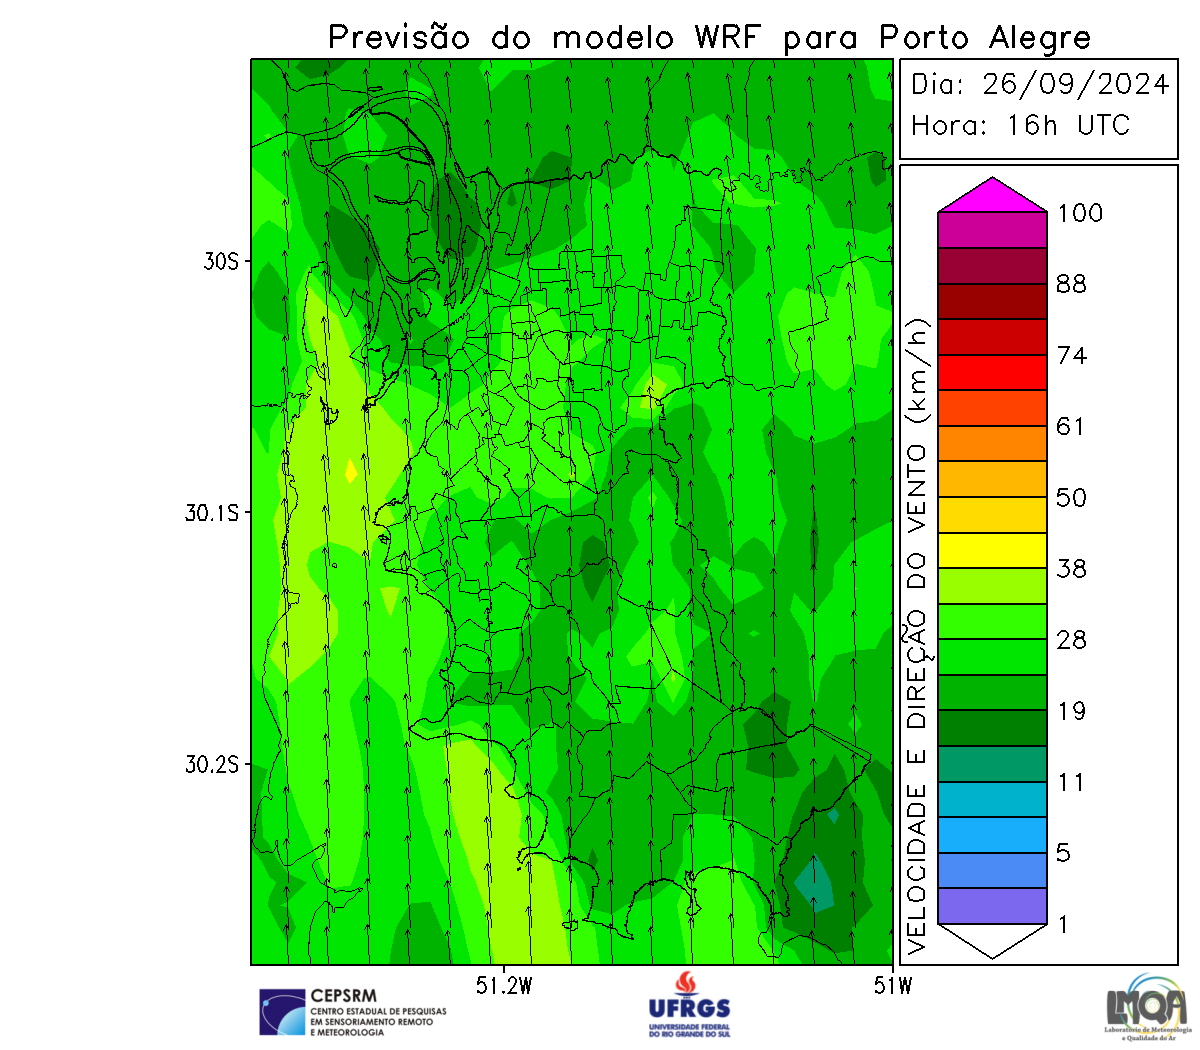 Previsão do modelo WRF para Porto Alegre
Dia: 26/09/2024
Hora: 16h UTC
100
88
74
61
50
38
28
19
11
5
1
VELOCIDADE E DIREÇÃO DO VENTO (km/h)
30S
30.1S
30.2S
51.2W
51W
CEPSRM
CENTRO ESTADUAL DE PESQUISAS
EM SENSORIAMENTO REMOTO
E METEOROLOGIA
UFRGS
UNIVERSIDADE FEDERAL
DO RIO GRANDE DO SUL
LMQA
Laboratório de Meteorologia
e Qualidade do Ar